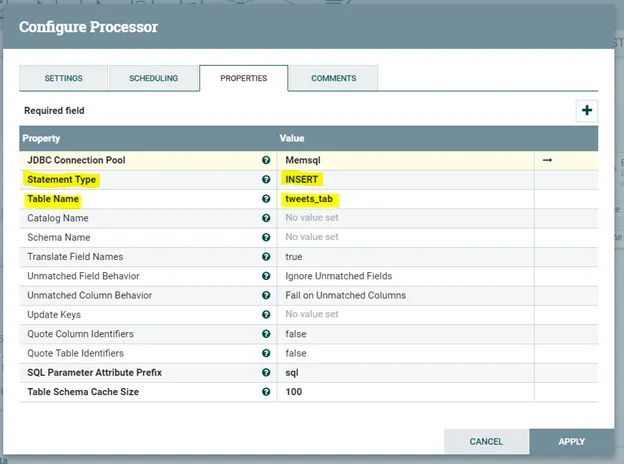 Configure Processor
SETTINGS SCHEDULING PROPERTIES COMMENTS
Required field
Property Value
JDBC Connection Pool Memsql
Statement Type INSERT
Table Name tweets_tab
Catalog Name No value set
Schema Name No value set
Translate Field Names true
Unmatched Field Behavior Ignore Unmatched Fields
Unmatched Column Behavior Fail on Unmatched Columns
Update Keys No value set
Quote Column Identifiers false
Quote Table Identifiers false
SQL Parameter Attribute Prefix sql
Table Schema Cache Size 100
CANCEL APPLY